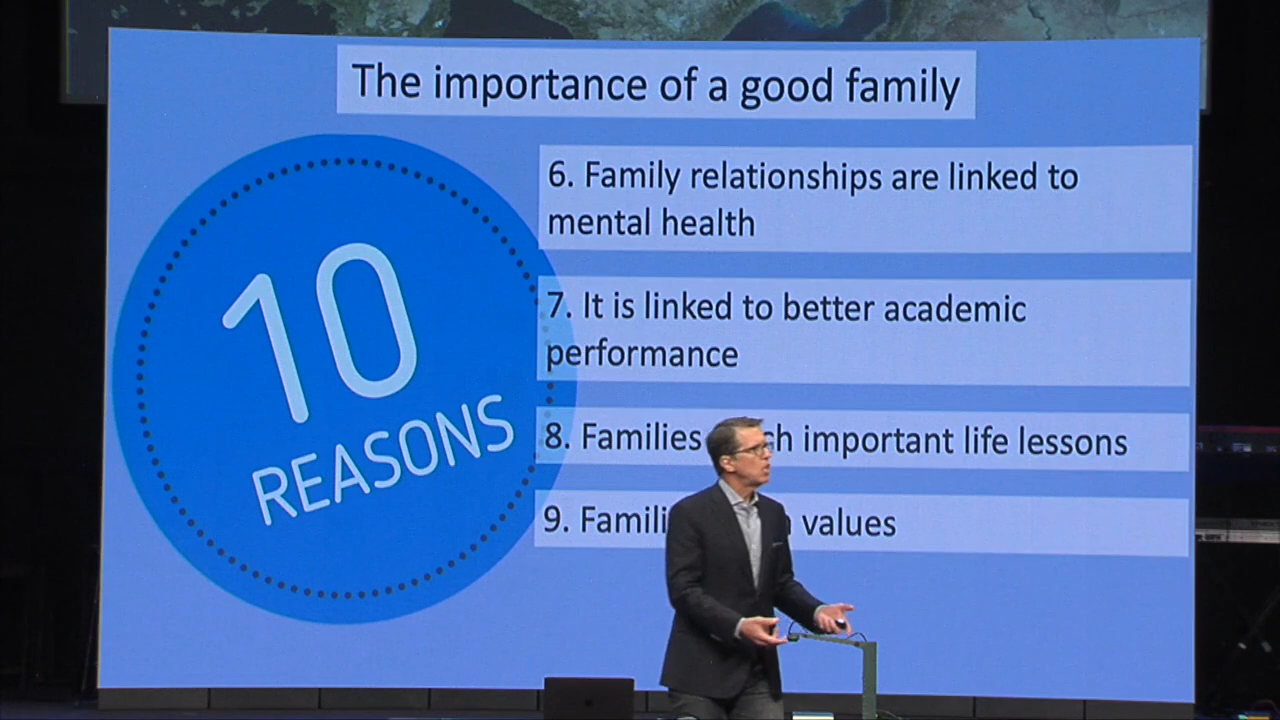 The importance of a good family
10
REASONS
6. Family relationships are linked to
mental health
7. It is linked to better academic
performance
8. Families important life lessons
9. values